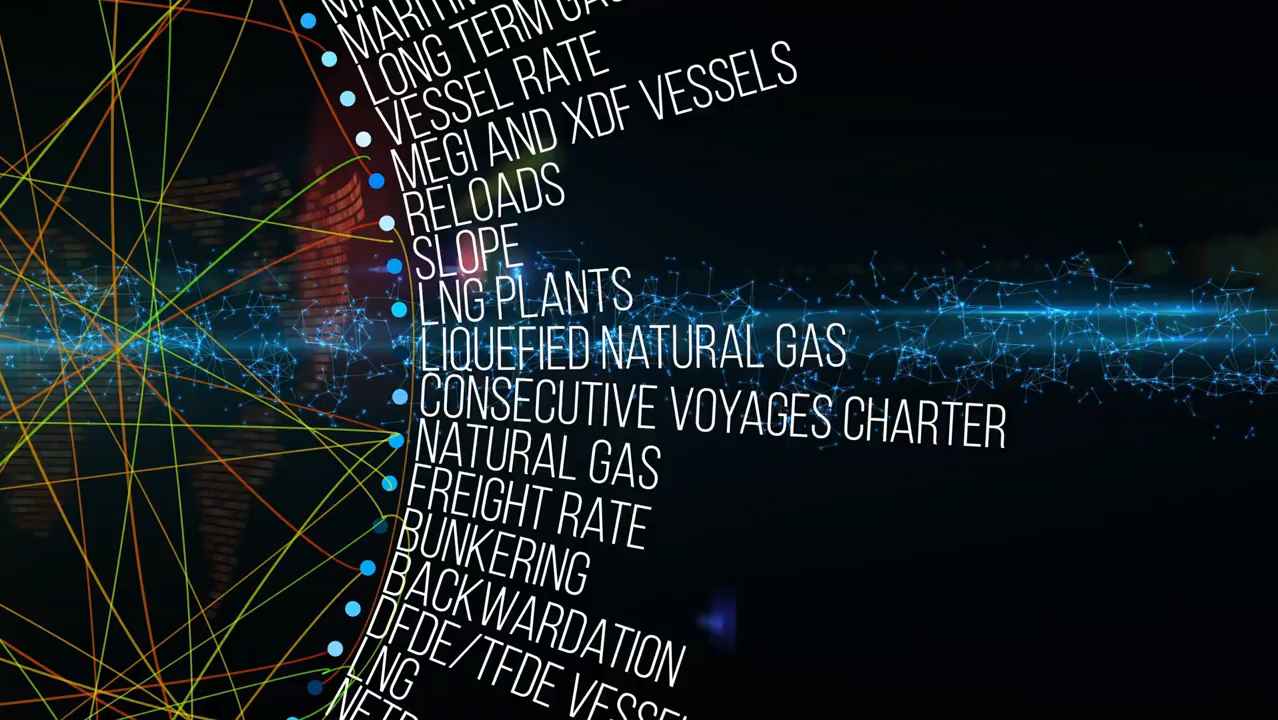 LONG TERM GAS
VESSEL RATE
MEGI AND XDF VESSELS
RELOADS
SLOPE
LNG PLANTS
LIQUEFIED NATURAL GAS
CONSECUTIVE VOYAGES CHARTER
NATURAL GAS
FREIGHT RATE
BUNKERING
BACKWARDATION
DFDE/TFDE
LNG